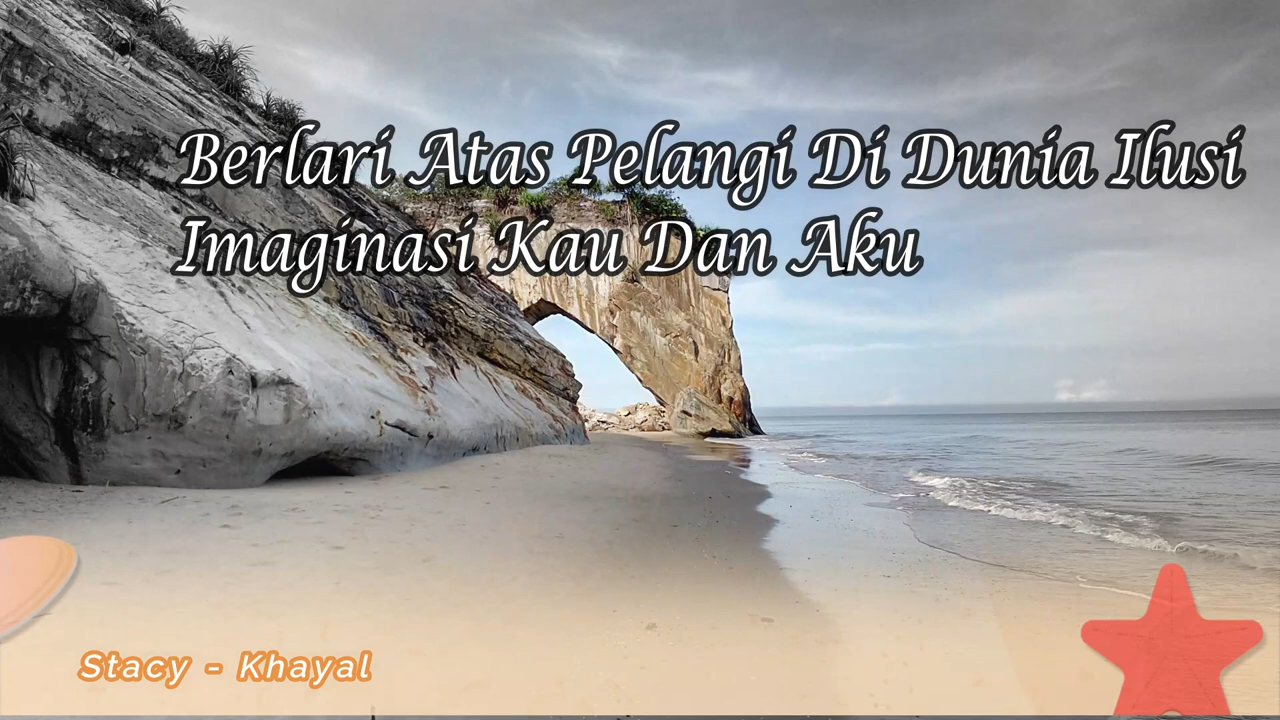 Berlari Atas Pelangi Di Dunia Ilusi
Imaginasi Kau Dan Aku
Stacy - Khayal